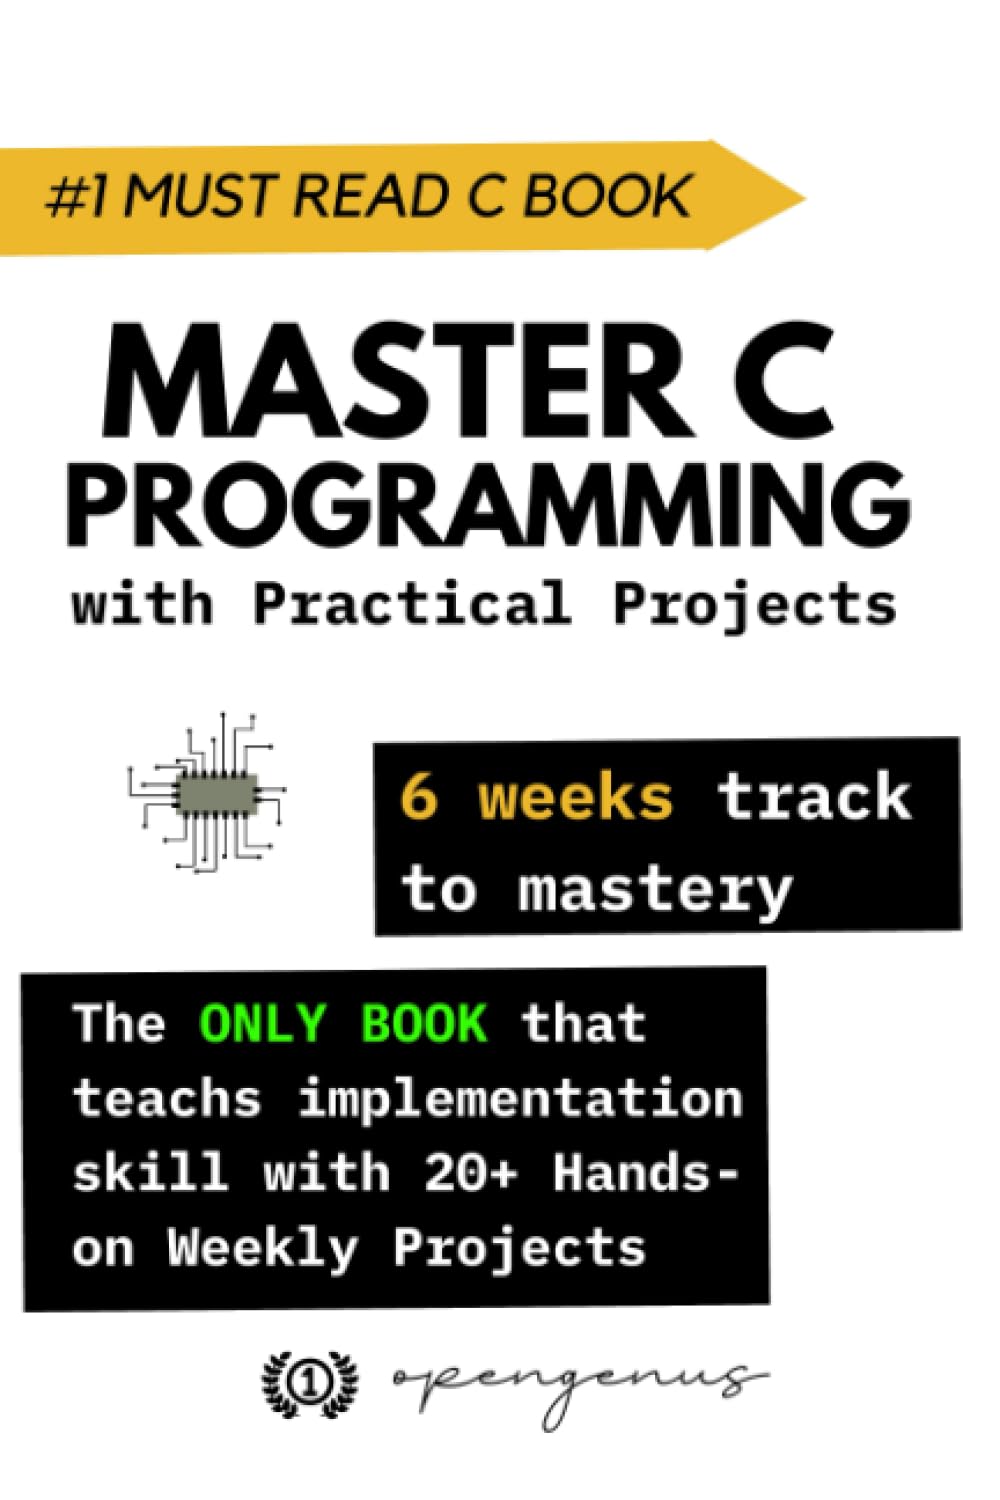 #1 MUST READ C BOOK
MASTER C
PROGRAMMING
with Practical Projects
6 weeks track
to mastery
The ONLY BOOK that
teachs implementation
skill with 20+ Hands-
on Weekly Projects
1
opengenus